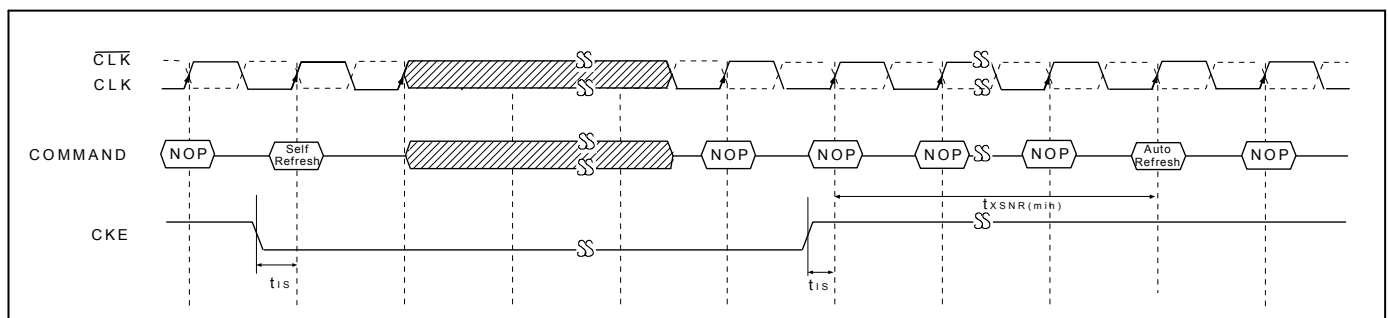 CLK
CLK
COMMAND NOP Self Refresh NOP NOP NOP NOP Auto Refresh NOP
tXSNR(min)
CKE
tIS tIS